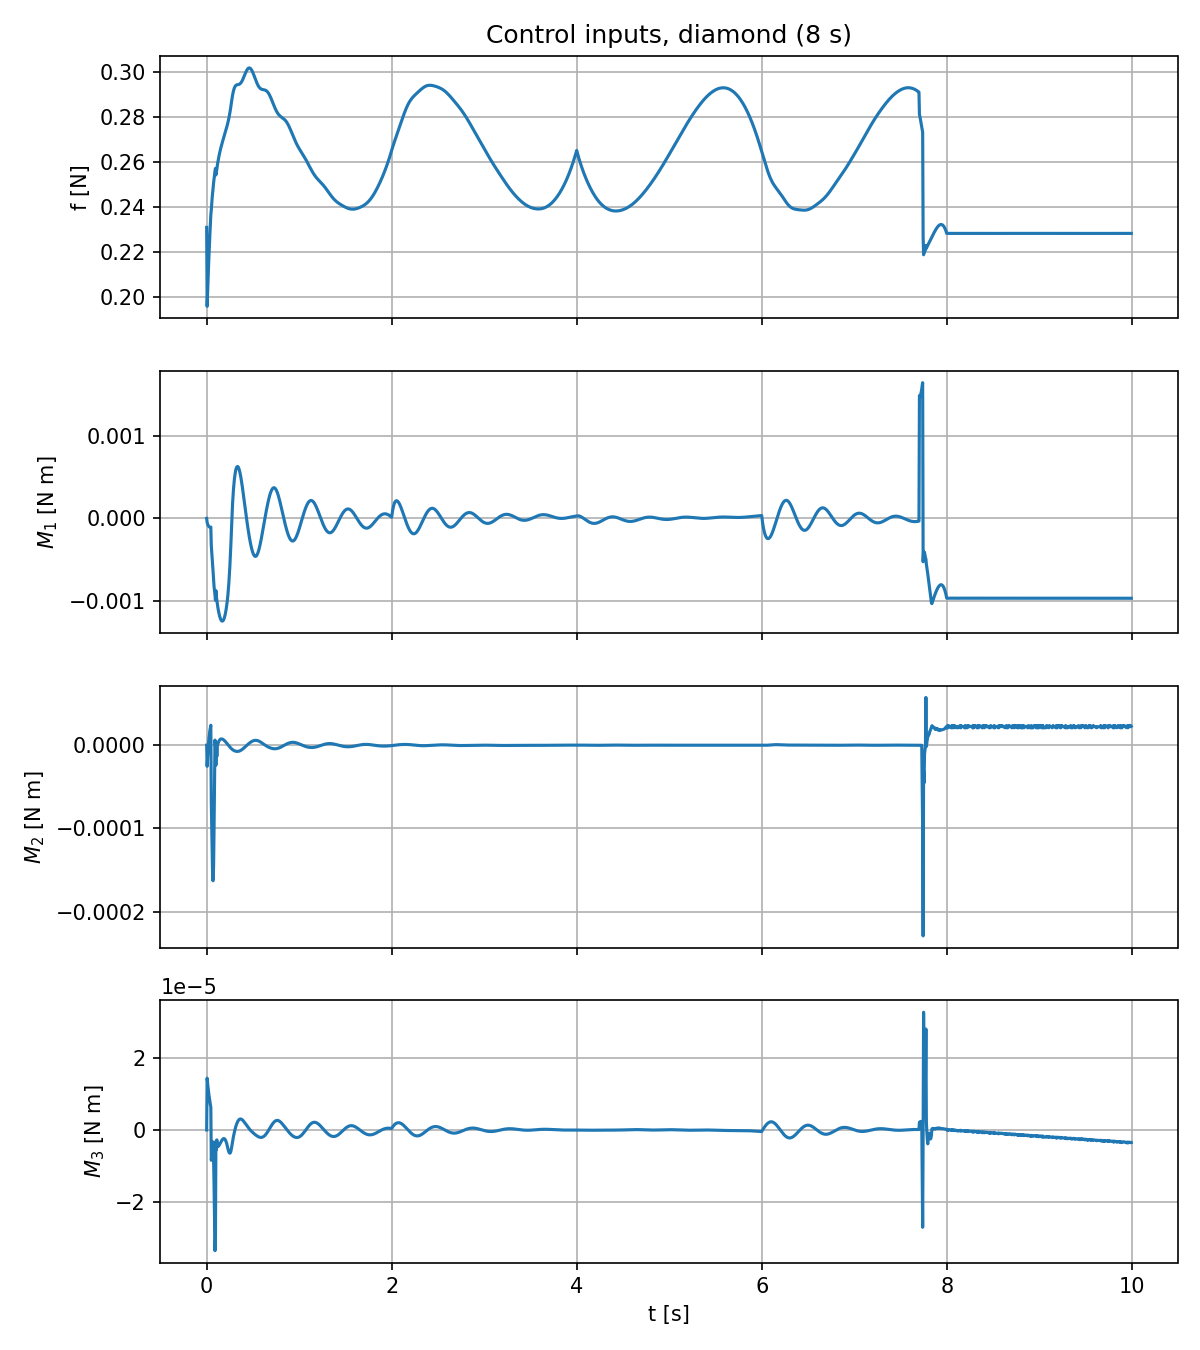 Control inputs, diamond (8 s)
0.30
0.28
0.26
0.24
0.22
0.20
f [N]
0.001
0.000
−0.001
M₁ [N m]
0.0000
−0.0001
−0.0002
M₂ [N m]
1e−5
2
0
−2
M₃ [N m]
0 2 4 6 8 10
t [s]